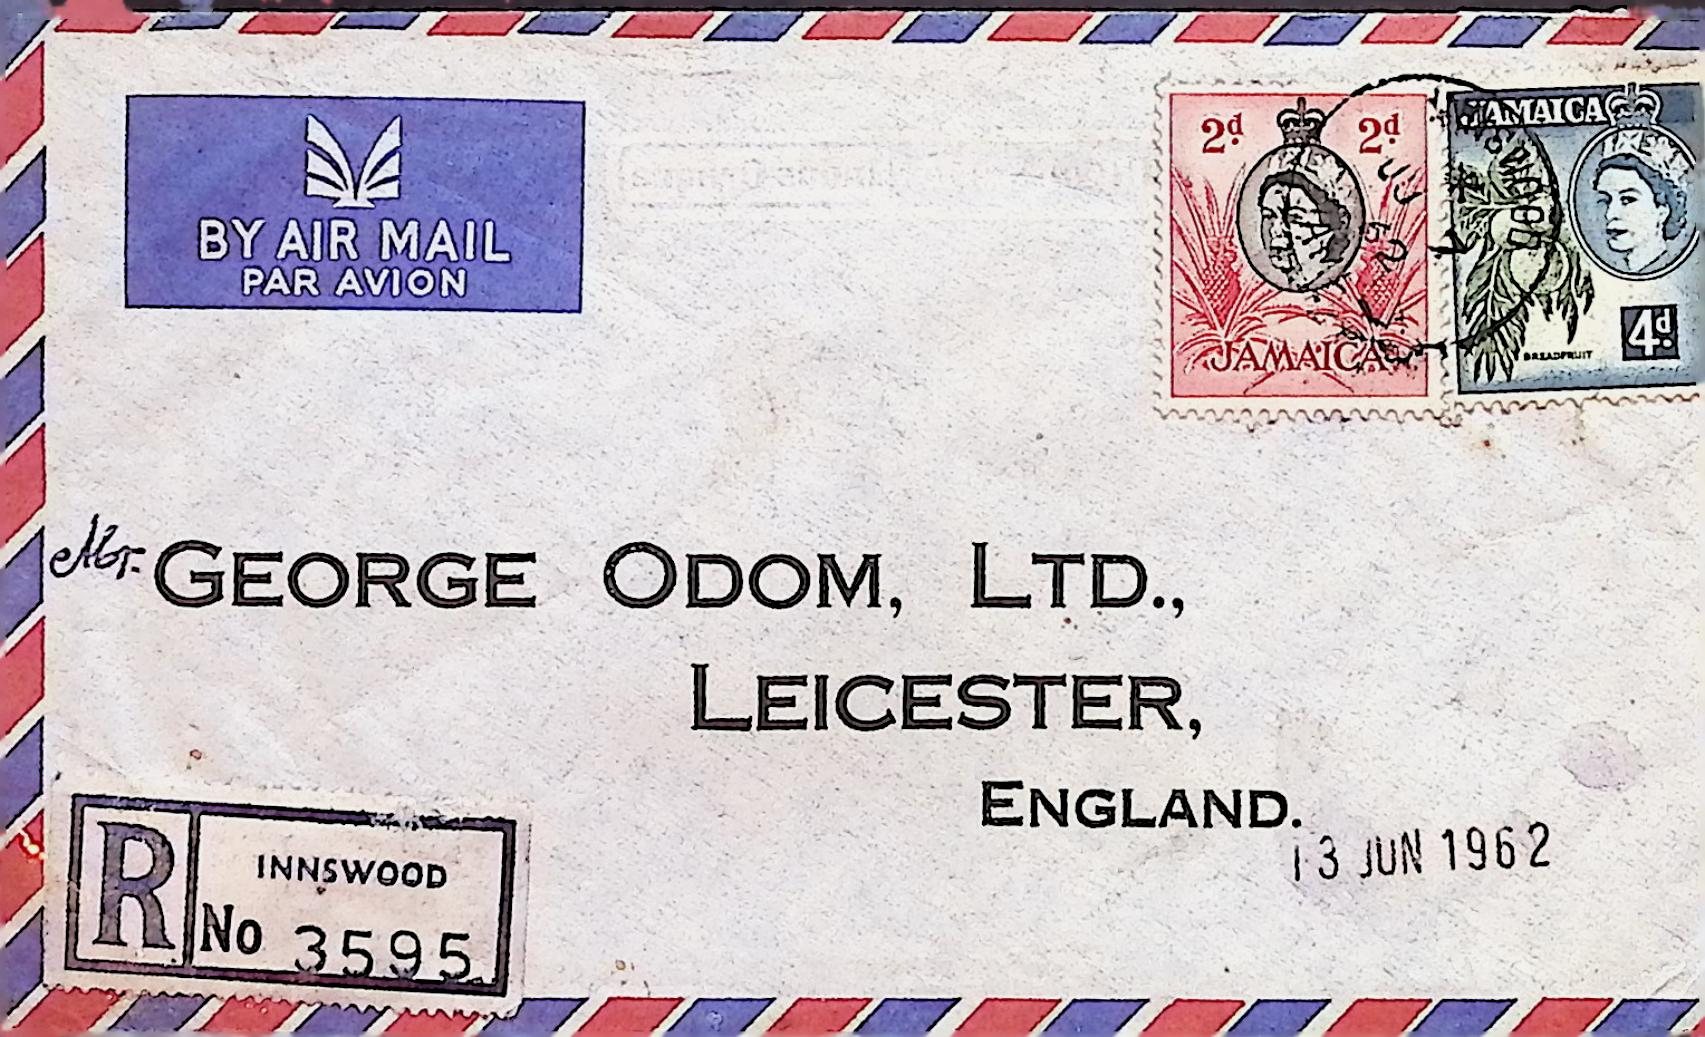 BY AIR MAIL
PAR AVION
2d 2d
JAMAICA
JAMAICA
BREADFRUIT
4d
Mr. GEORGE ODOM, LTD.,
LEICESTER,
ENGLAND.
13 JUN 1962
R
INNSWOOD
No 3595